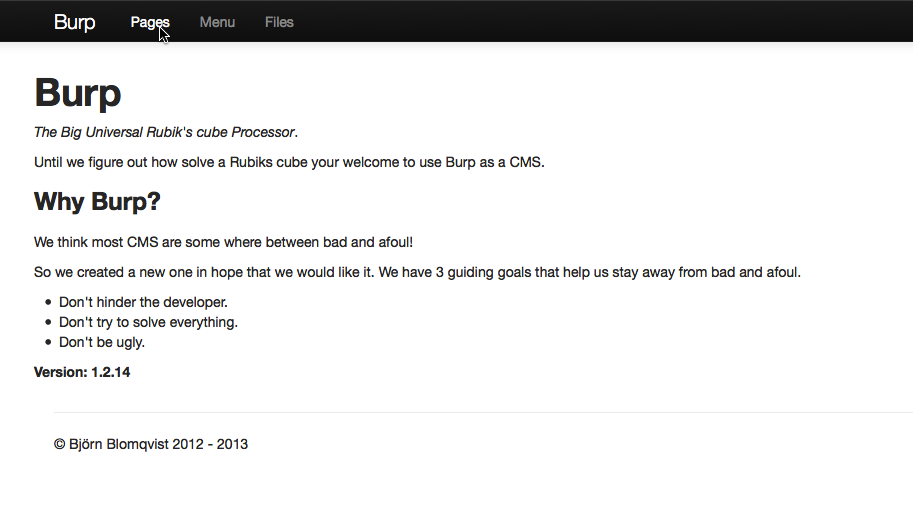 Burp Pages Menu Files
Burp
The Big Universal Rubik's cube Processor.
Until we figure out how solve a Rubiks cube your welcome to use Burp as a CMS.
Why Burp?
We think most CMS are some where between bad and afoul!
So we created a new one in hope that we would like it. We have 3 guiding goals that help us stay away from bad and afoul.
• Don't hinder the developer.
• Don't try to solve everything.
• Don't be ugly.
Version: 1.2.14
© Björn Blomqvist 2012 - 2013